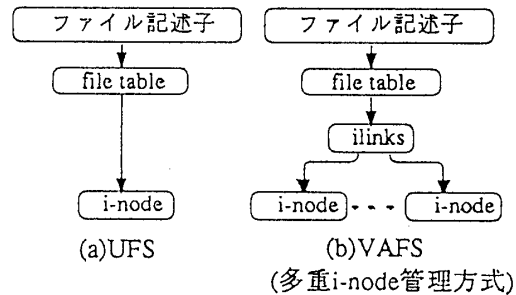 ファイル記述子
file table
i-node
(a)UFS
ファイル記述子
file table
ilinks
i-node - - - i-node
(b)VAFS
(多重i-node管理方式)